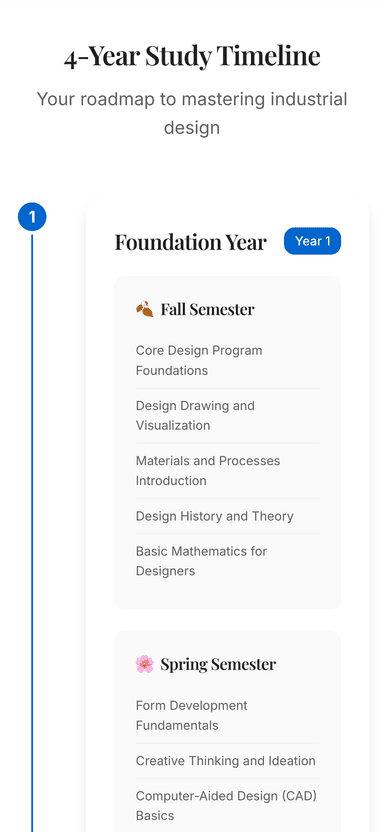 4-Year Study Timeline
Your roadmap to mastering industrial
design
1
Foundation Year
Year 1
Fall Semester
Core Design Program
Foundations
Design Drawing and
Visualization
Materials and Processes
Introduction
Design History and Theory
Basic Mathematics for
Designers
Spring Semester
Form Development
Fundamentals
Creative Thinking and Ideation
Computer-Aided Design (CAD)
Basics